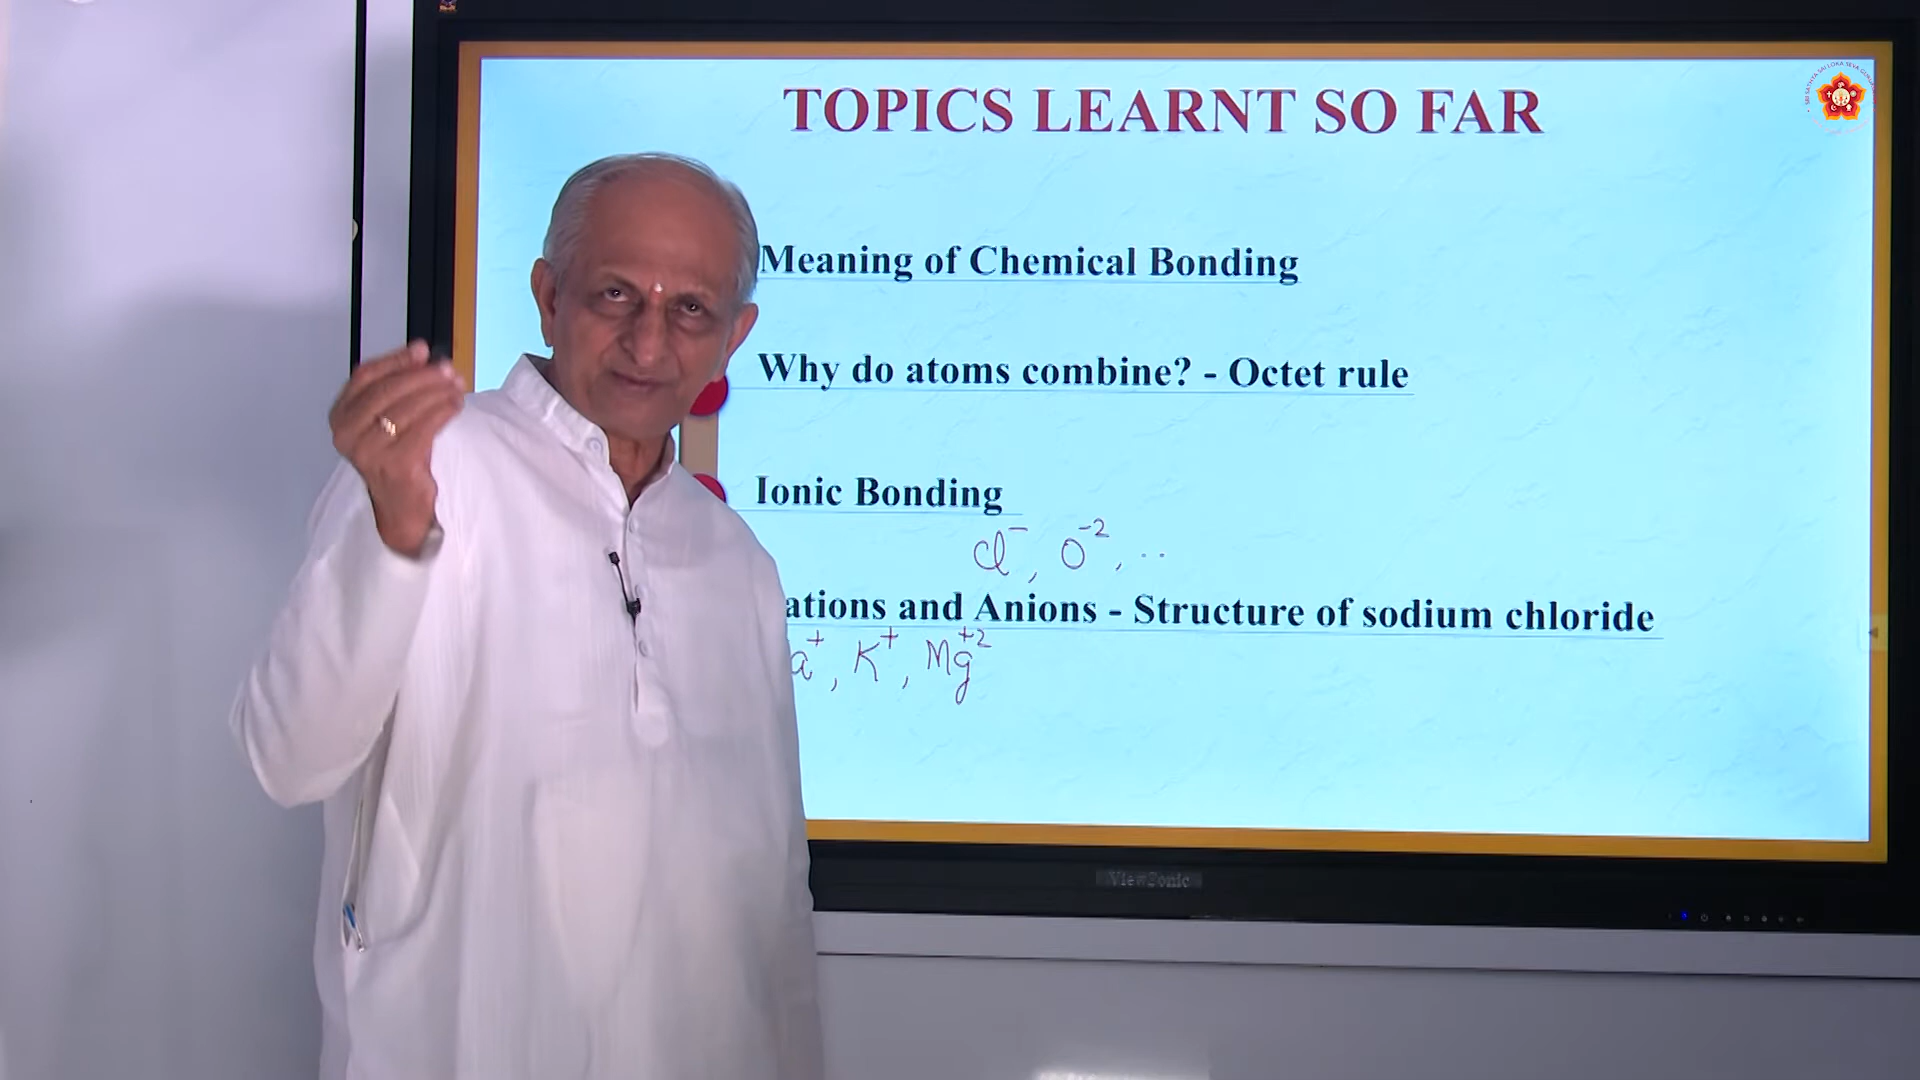 TOPICS LEARNT SO FAR
Meaning of Chemical Bonding
Why do atoms combine? - Octet rule
Ionic Bonding
Cl⁻, O⁻², ..
ations and Anions - Structure of sodium chloride
a⁺, K⁺, Mg⁺²
ViewSonic